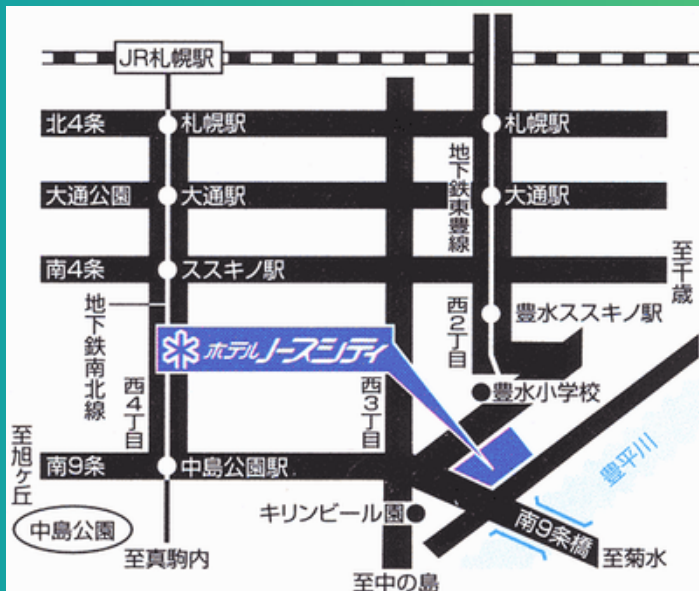 JR札幌駅
北4条
札幌駅
札幌駅
地下鉄東豊線
大通公園
大通駅
大通駅
至千歳
南4条
ススキノ駅
豊水ススキノ駅
西2丁目
地下鉄南北線
ホテルノースシティ
西4丁目
西3丁目
豊水小学校
至旭ヶ丘
南9条
中島公園駅
豊平川
キリンビール園
南9条橋
中島公園
至真駒内
至菊水
至中の島